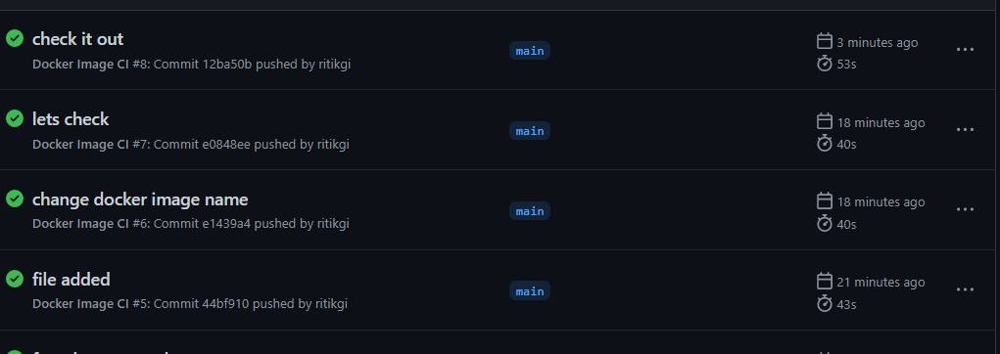 check it out
Docker Image CI #8: Commit 12ba50b pushed by ritikgi
main
3 minutes ago
53s
lets check
Docker Image CI #7: Commit e0848ee pushed by ritikgi
main
18 minutes ago
40s
change docker image name
Docker Image CI #6: Commit e1439a4 pushed by ritikgi
main
18 minutes ago
40s
file added
Docker Image CI #5: Commit 44bf910 pushed by ritikgi
main
21 minutes ago
43s